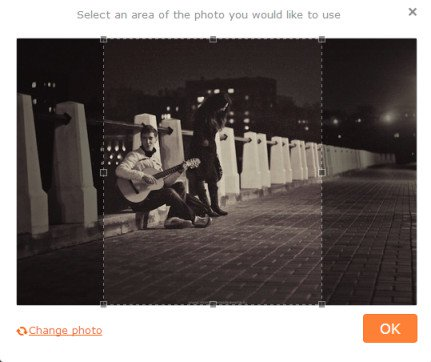 Select an area of the photo you would like to use
×
Change photo
OK